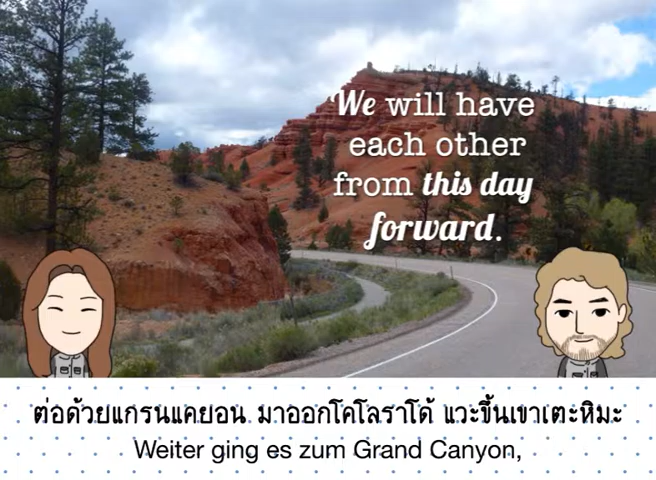 We will have
each other
from this day
forward.
ต่อด้วยแกรนแคยอน มาออกโคโลราโด้ แวะขึ้นเขาเตะหิมะ
Weiter ging es zum Grand Canyon,